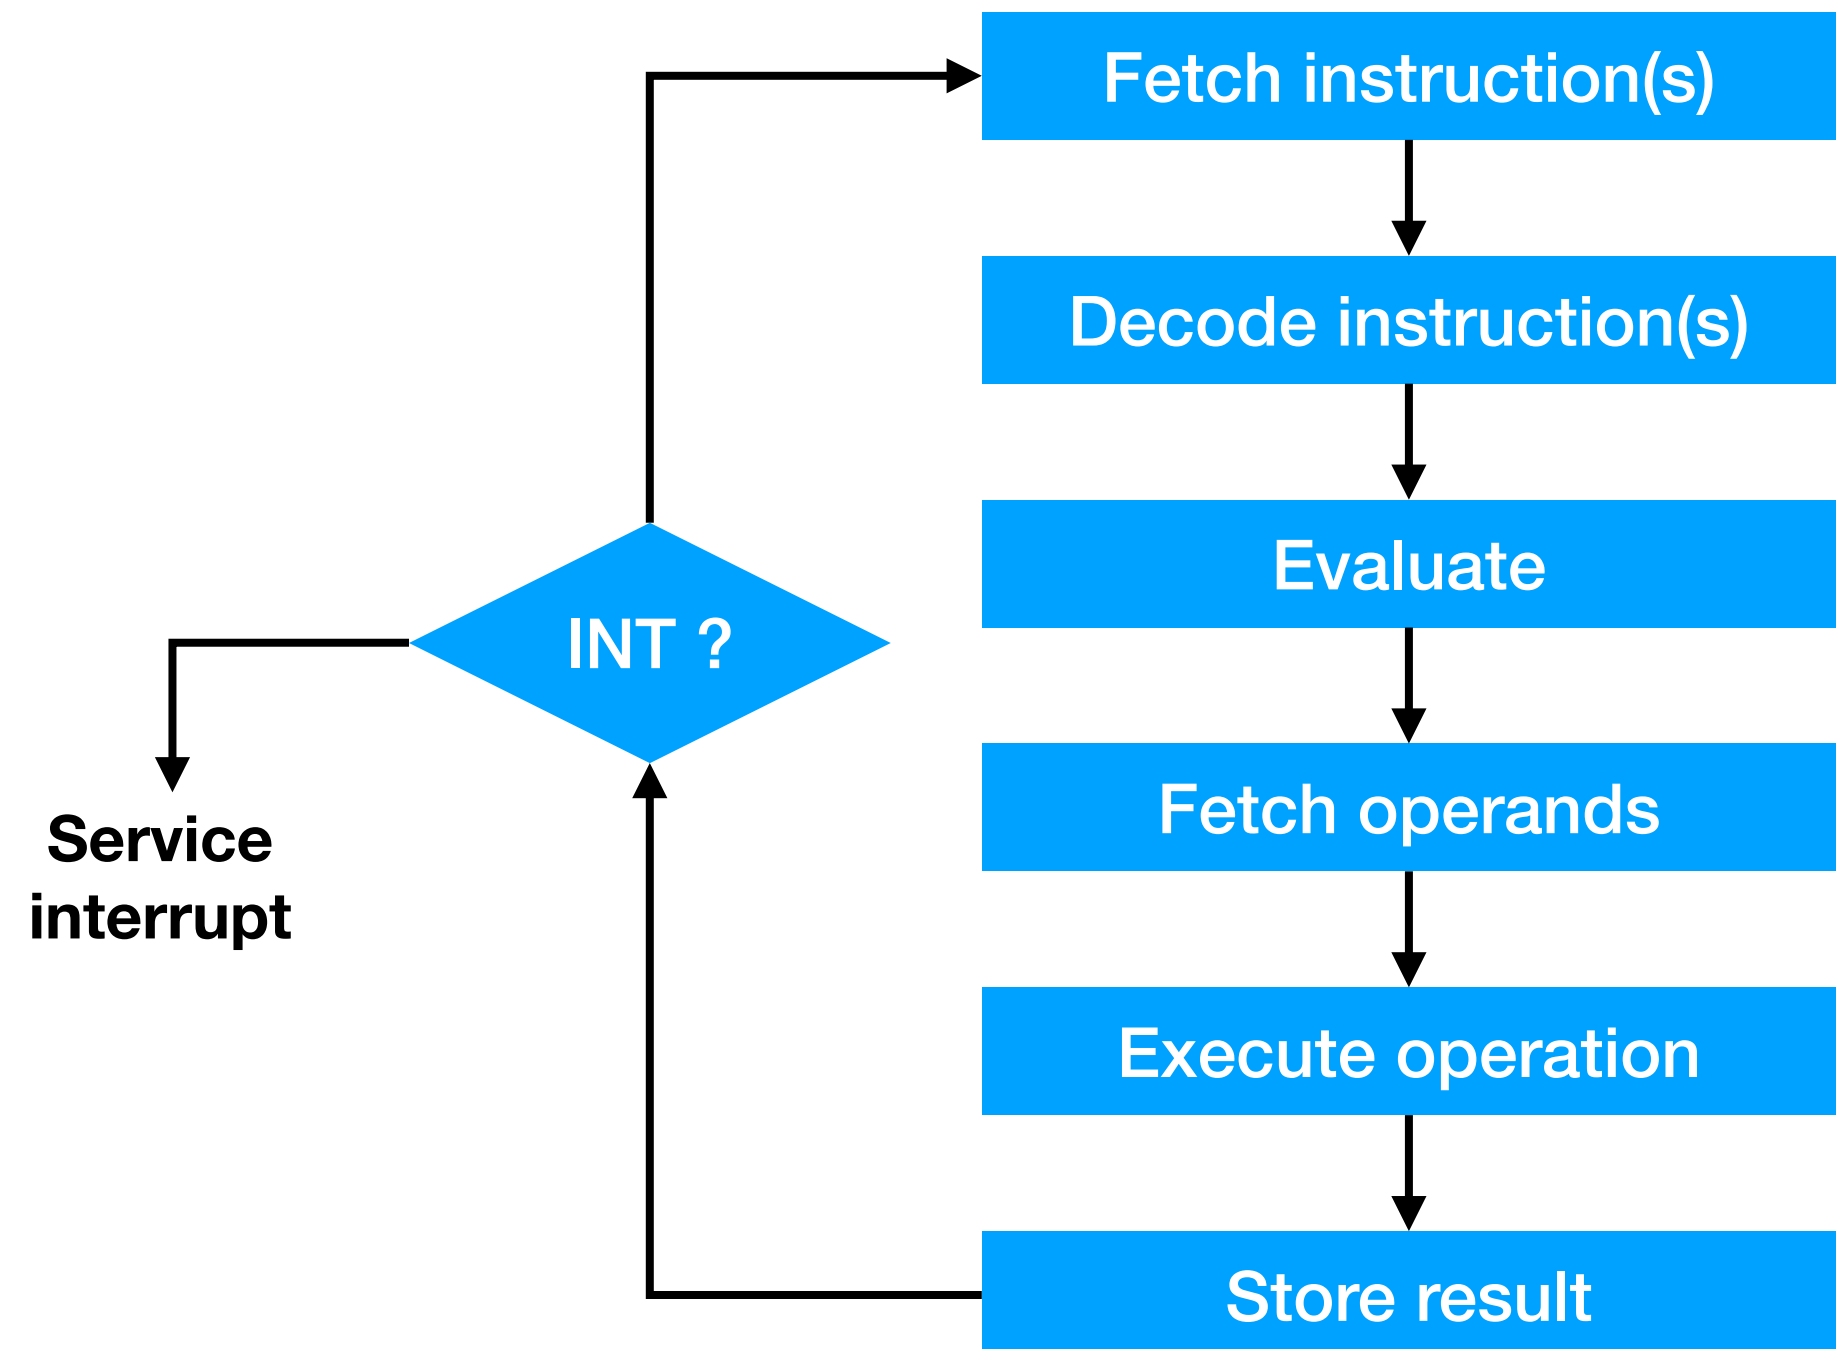 Fetch instruction(s)
Decode instruction(s)
Evaluate
INT ?
Fetch operands
Service
interrupt
Execute operation
Store result